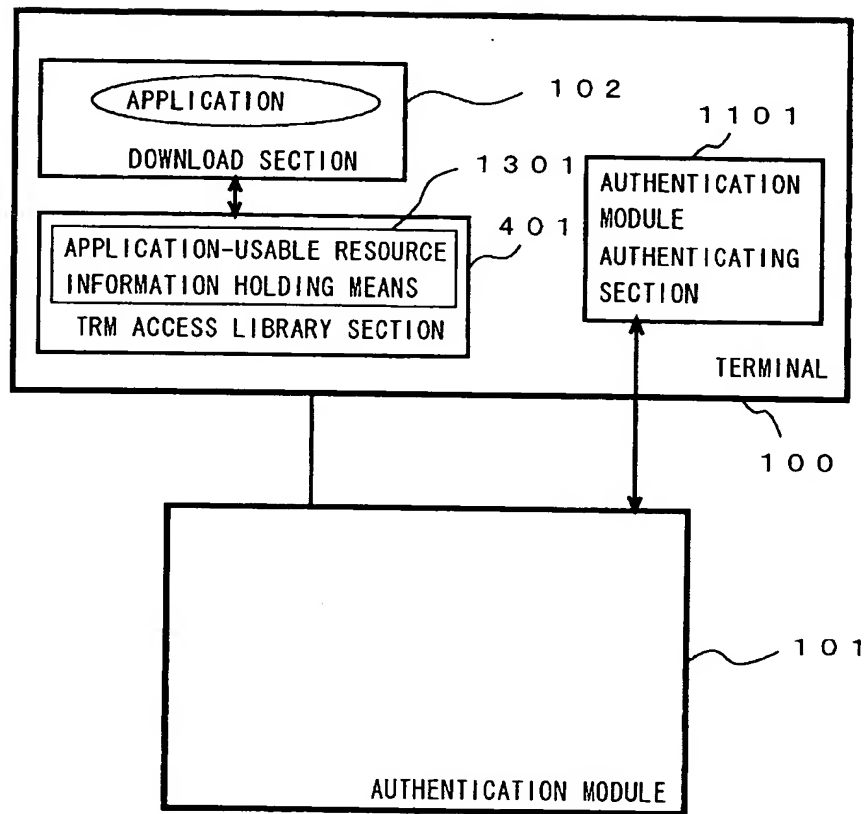 APPLICATION
DOWNLOAD SECTION
102
1301
APPLICATION-USABLE RESOURCE
INFORMATION HOLDING MEANS
TRM ACCESS LIBRARY SECTION
401
1101
AUTHENTICATION
MODULE
AUTHENTICATING
SECTION
TERMINAL
100
101
AUTHENTICATION MODULE